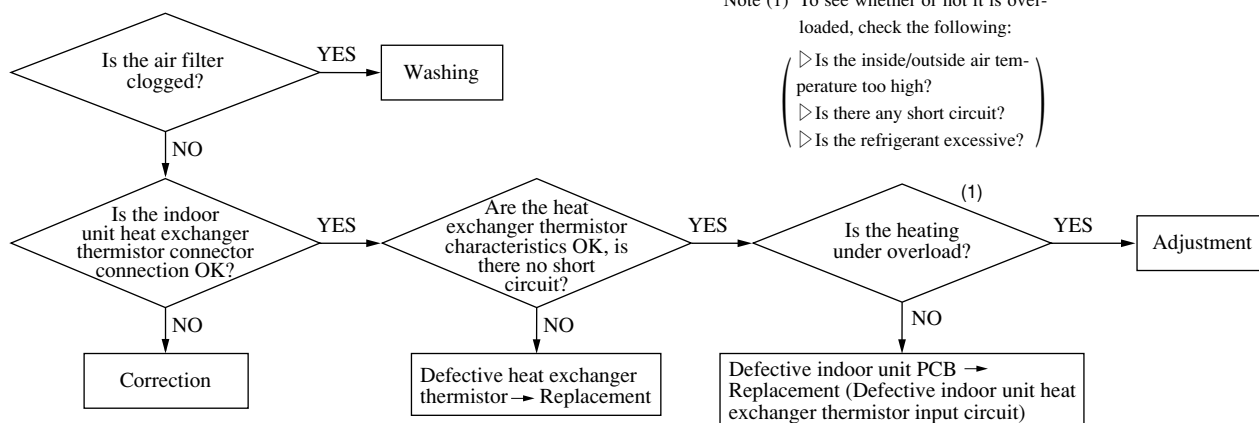 Note (1) To see whether or not it is over-
loaded, check the following:
▷Is the inside/outside air tem-
perature too high?
▷Is there any short circuit?
▷Is the refrigerant excessive?
Is the air filter
clogged?
YES
Washing
NO
Is the indoor
unit heat exchanger
thermistor connector
connection OK?
YES
Are the heat
exchanger thermistor
characteristics OK, is
there no short
circuit?
YES
(1)
Is the heating
under overload?
YES
Adjustment
NO
Correction
NO
Defective heat exchanger
thermistor → Replacement
NO
Defective indoor unit PCB →
Replacement (Defective indoor unit heat
exchanger thermistor input circuit)